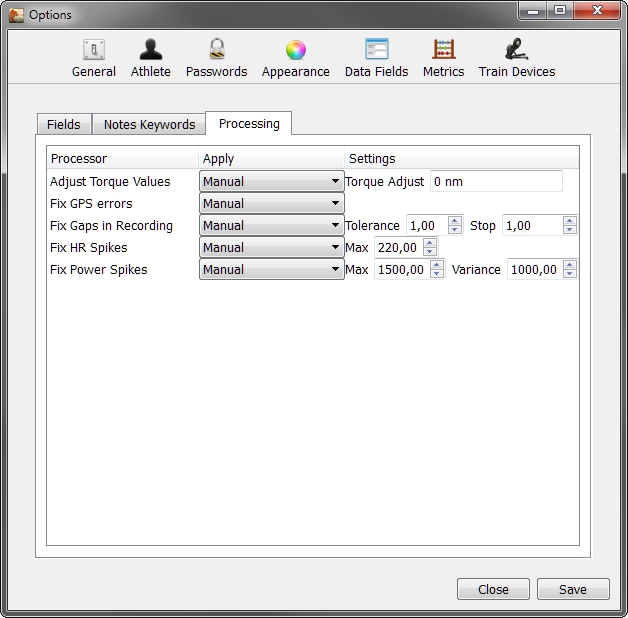 Options
General Athlete Passwords Appearance Data Fields Metrics Train Devices
Fields Notes Keywords Processing
Processor Apply Settings
Adjust Torque Values Manual Torque Adjust 0 nm
Fix GPS errors Manual
Fix Gaps in Recording Manual Tolerance 1,00 Stop 1,00
Fix HR Spikes Manual Max 220,00
Fix Power Spikes Manual Max 1500,00 Variance 1000,00
Close Save